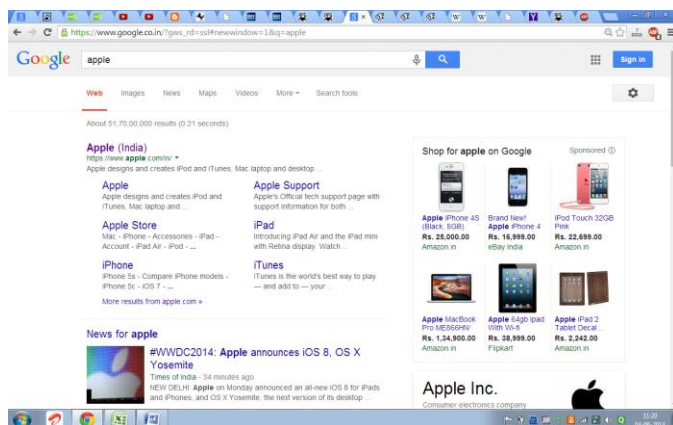 https://www.google.co.in/?gws_rd=ssl#newwindow=1&q=apple
Google
apple
Sign in
Web Images News Maps Videos More Search tools
About 51,70,00,000 results (0.21 seconds)
Apple (India)
https://www.apple.com/in/
Apple designs and creates iPod and iTunes, Mac laptop and desktop ...
Apple
Apple designs and creates iPod and
iTunes, Mac laptop and...
Apple Support
Apple's Official tech support page with
support information for both ...
Apple Store
Mac - iPhone - Accessories - iPad -
Account - iPad Air - iPod - ...
iPad
Introducing iPad Air and the iPad mini
with Retina display. Watch ...
iPhone
iPhone 5s - Compare iPhone models -
iPhone 5c - iOS 7 - ...
iTunes
iTunes is the world's best way to play
— and add to — your ...
More results from apple.com »
News for apple
#WWDC2014: Apple announces iOS 8, OS X
Yosemite
Times of India - 34 minutes ago
NEW DELHI: Apple on Monday announced an all-new iOS 8 for iPads
and iPhones, and OS X Yosemite, the next version of its desktop ...
Shop for apple on Google
Sponsored
Apple iPhone 4S
(Black, 8GB)
Rs. 25,000.00
Amazon.in
Brand New!
Apple iPhone 4
Rs. 16,999.00
eBay India
iPod Touch 32GB
Pink
Rs. 22,699.00
Amazon.in
Apple MacBook
Pro ME866HN/
Rs. 1,34,900.00
Amazon.in
Apple 64gb Ipad
With Wi-fi
Rs. 38,999.00
Flipkart
Apple iPad 2
Tablet Decal ...
Rs. 2,242.00
Amazon.in
Apple Inc.
Consumer electronics company
11:20